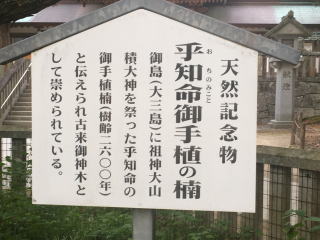 天然記念物
おちのみこと
乎知命御手植の楠
御島(大三島)に祖神大山
積大神を祭った乎知命の
御手植楠(樹齢二六〇〇年)
と伝えられ古来御神木と
して崇められている。